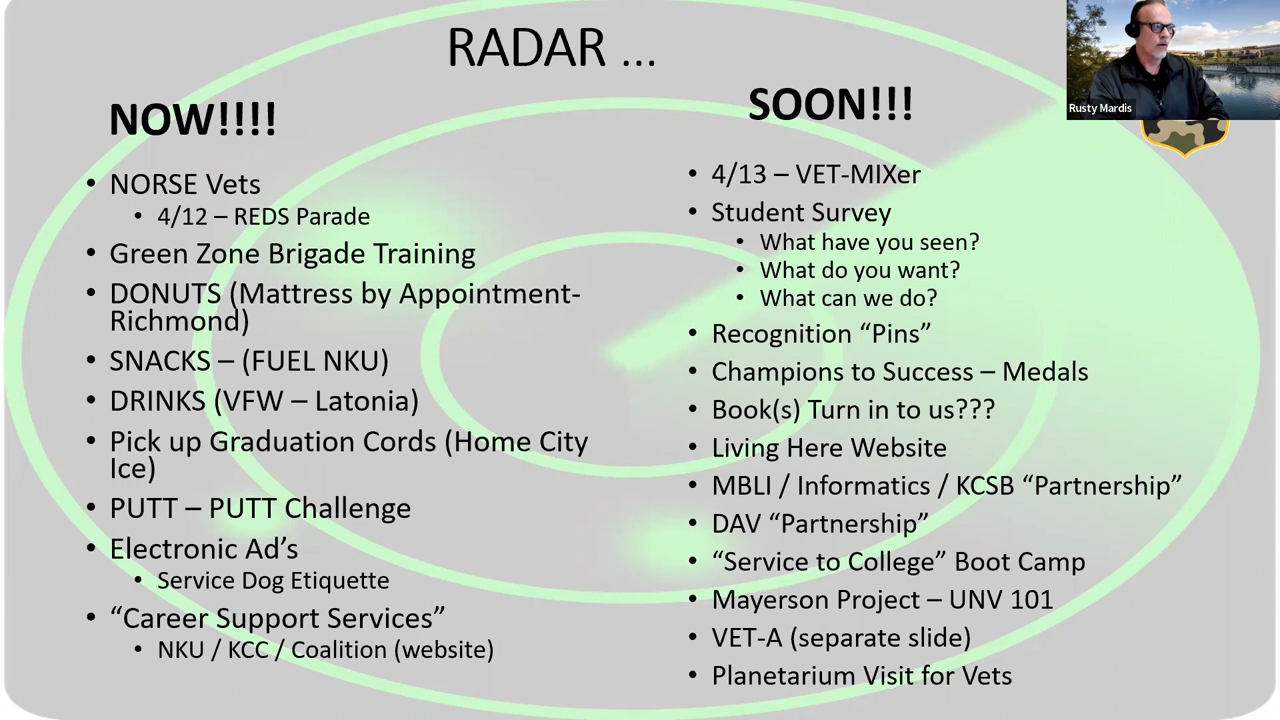 RADAR ...
Rusty Mardis
NOW!!!!
NORSE Vets
4/12 – REDS Parade
Green Zone Brigade Training
DONUTS (Mattress by Appointment-
Richmond)
SNACKS – (FUEL NKU)
DRINKS (VFW – Latonia)
Pick up Graduation Cords (Home City
Ice)
PUTT – PUTT Challenge
Electronic Ad’s
Service Dog Etiquette
“Career Support Services”
NKU / KCC / Coalition (website)
SOON!!!
4/13 – VET-MIXer
Student Survey
What have you seen?
What do you want?
What can we do?
Recognition “Pins”
Champions to Success – Medals
Book(s) Turn in to us???
Living Here Website
MBLI / Informatics / KCSB “Partnership”
DAV “Partnership”
“Service to College” Boot Camp
Mayerson Project – UNV 101
VET-A (separate slide)
Planetarium Visit for Vets